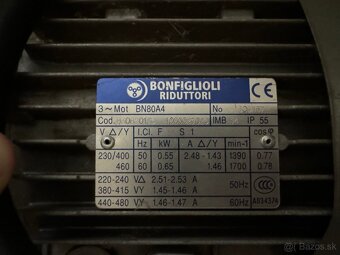 BONFIGLIOLI
RIDUTTORI
CE
3~Mot BN80A4 No
Cod. IMB IP 55
V Δ/Y I.Cl. F S 1 cosφ
Hz kW A min-1
230/400 50 0.55 2.48-1.43 1390 0.77
460 60 0.65 1.46 1700 0.78
220-240 VΔ 2.51-2.53 A
380-415 VY 1.45-1.46 A 50Hz
440-480 VY 1.46-1.47 A 60Hz
CCC
A034374
bazos.sk